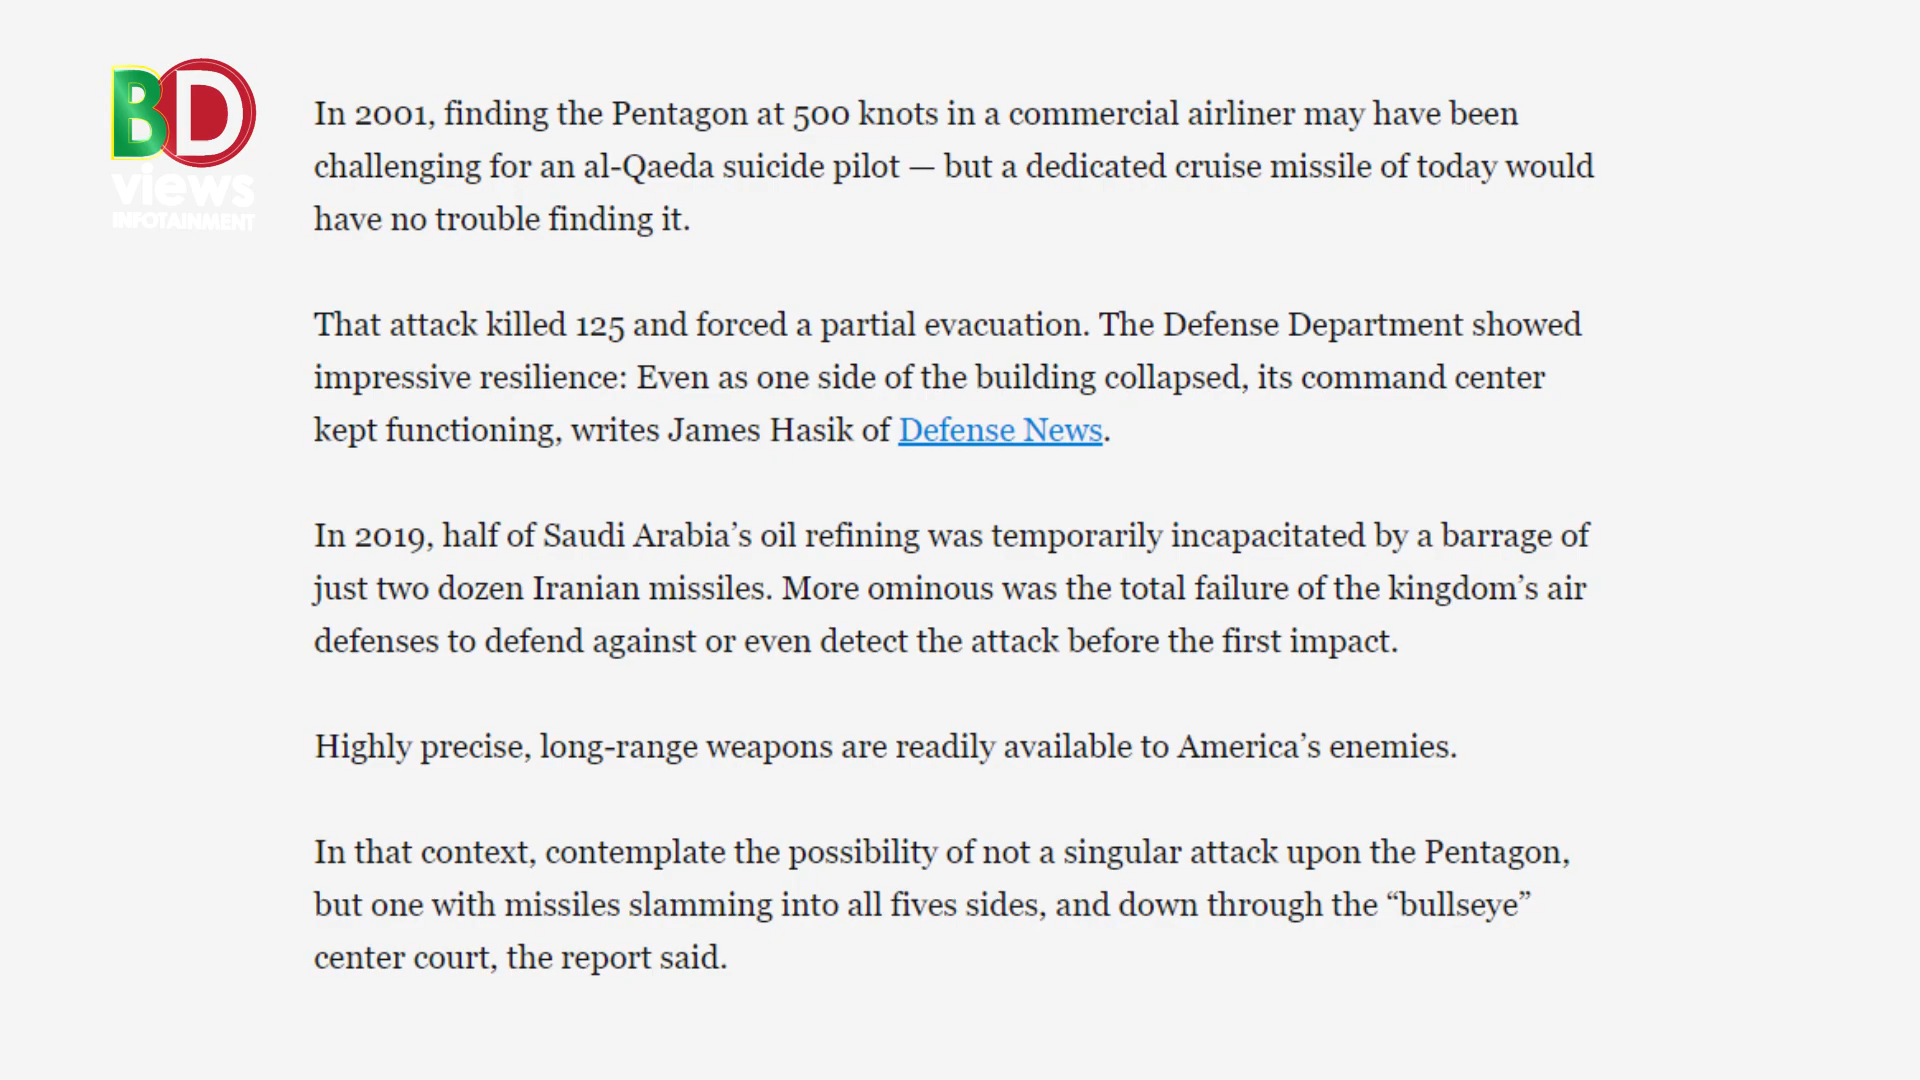 BD
views
INFOTAINMENT
In 2001, finding the Pentagon at 500 knots in a commercial airliner may have been
challenging for an al-Qaeda suicide pilot — but a dedicated cruise missile of today would
have no trouble finding it.
That attack killed 125 and forced a partial evacuation. The Defense Department showed
impressive resilience: Even as one side of the building collapsed, its command center
kept functioning, writes James Hasik of Defense News.
In 2019, half of Saudi Arabia’s oil refining was temporarily incapacitated by a barrage of
just two dozen Iranian missiles. More ominous was the total failure of the kingdom’s air
defenses to defend against or even detect the attack before the first impact.
Highly precise, long-range weapons are readily available to America’s enemies.
In that context, contemplate the possibility of not a singular attack upon the Pentagon,
but one with missiles slamming into all fives sides, and down through the “bullseye”
center court, the report said.